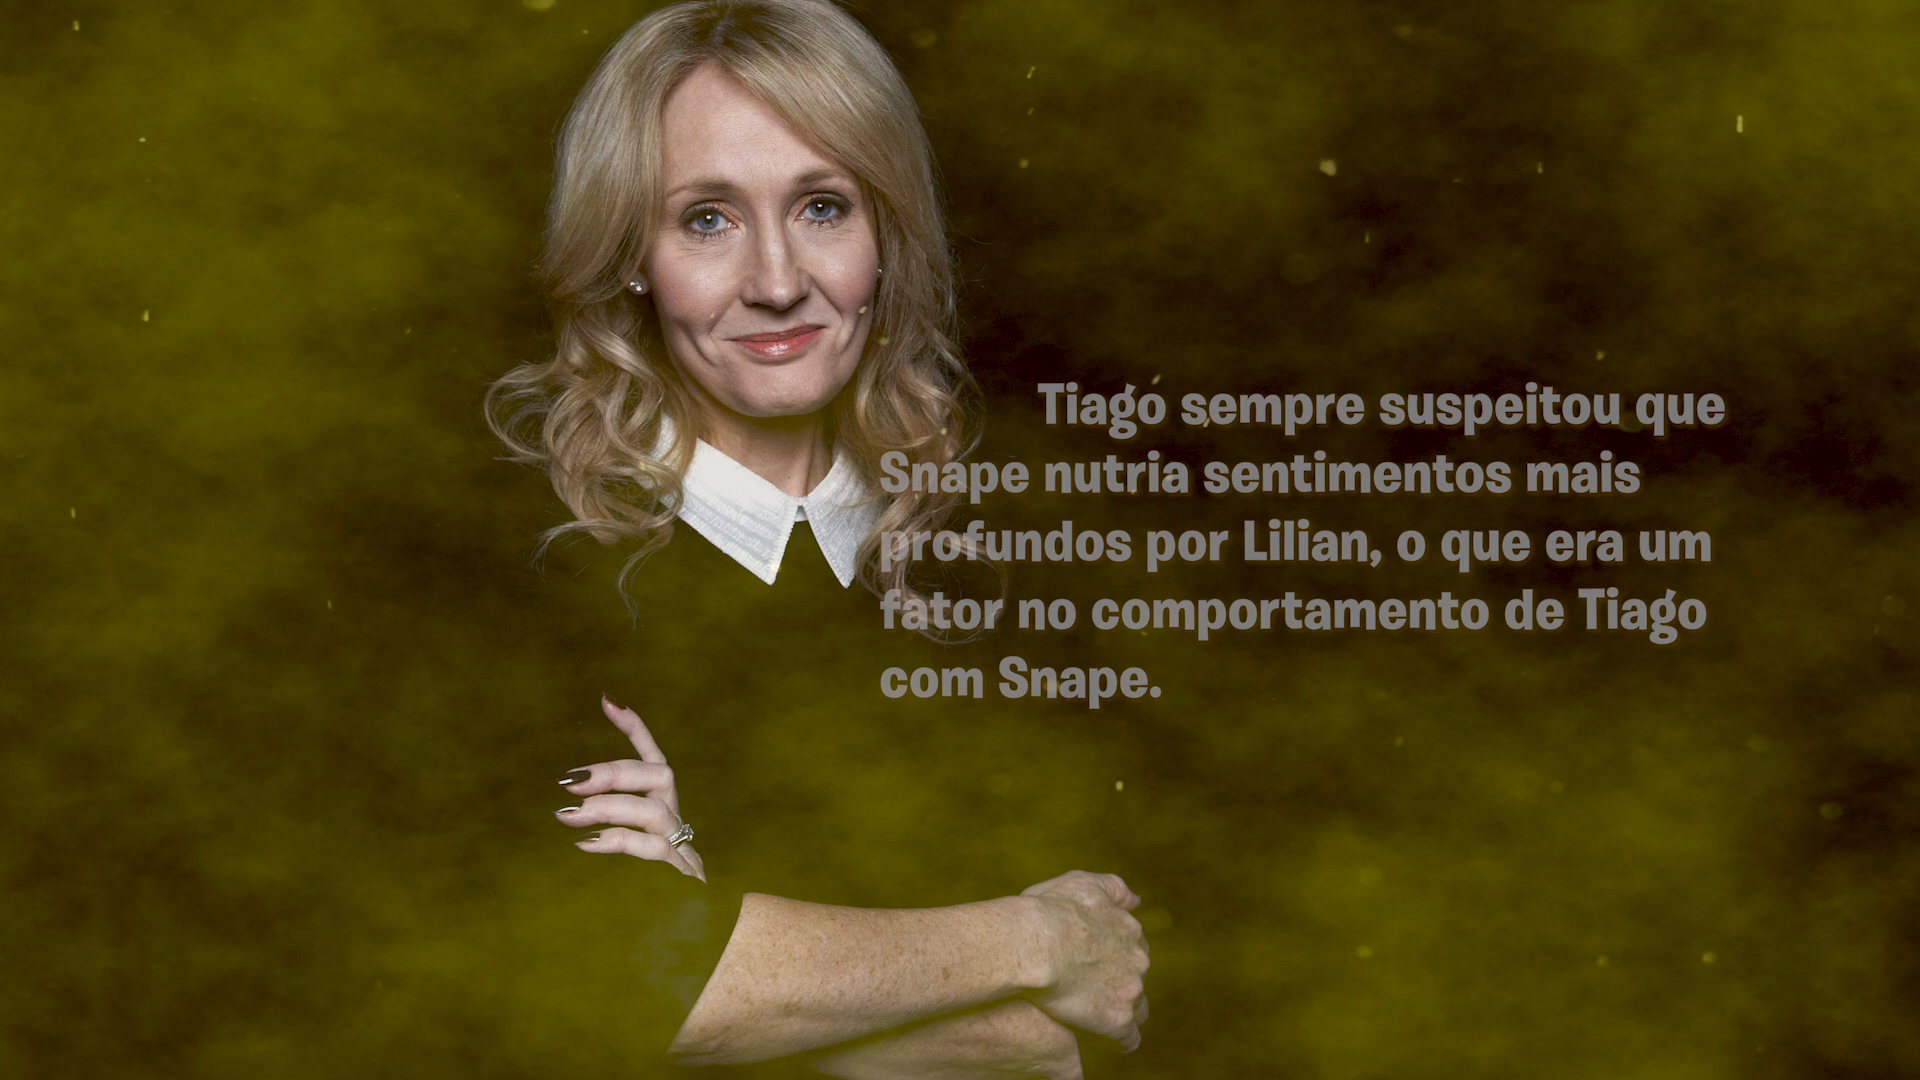 Tiago sempre suspeitou que
Snape nutria sentimentos mais
profundos por Lilian, o que era um
fator no comportamento de Tiago
com Snape.